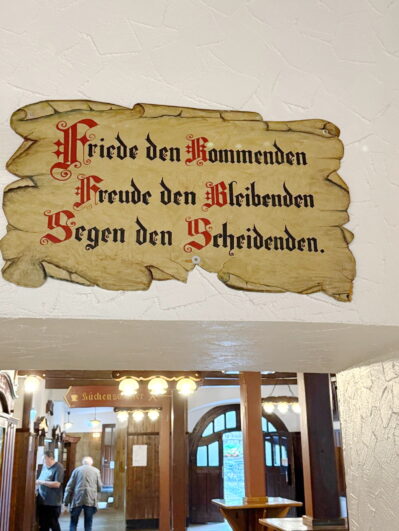 Friede den Kommenden
Freude den Bleibenden
Segen den Scheidenden.